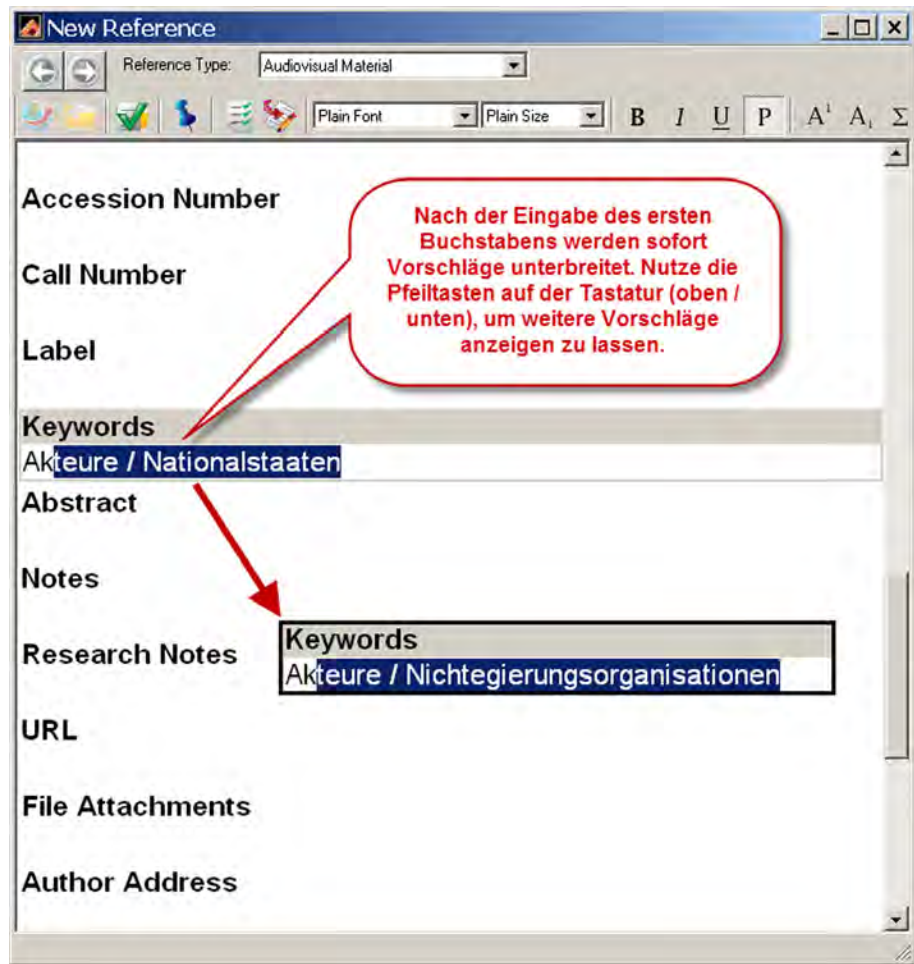 New Reference
Reference Type: Audiovisual Material
Plain Font Plain Size B I U P A¹ A₁ Σ
Accession Number
Nach der Eingabe des ersten
Buchstabens werden sofort
Vorschläge unterbreitet. Nutze die
Pfeiltasten auf der Tastatur (oben /
unten), um weitere Vorschläge
anzeigen zu lassen.
Call Number
Label
Keywords
Akteure / Nationalstaaten
Abstract
Notes
Keywords
Akteure / Nichtegierungsorganisationen
Research Notes
URL
File Attachments
Author Address